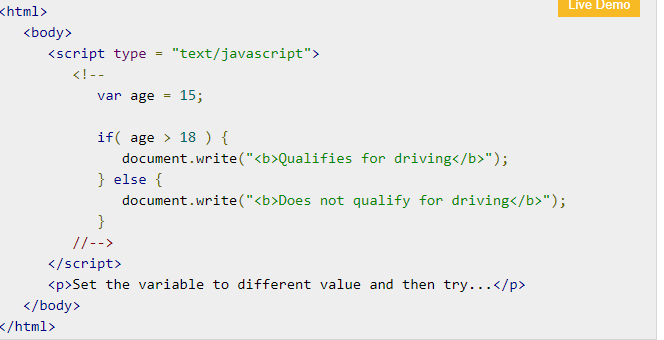 Live Demo
<html>
<body>
<script type = "text/javascript">
<!--
var age = 15;
if( age > 18 ) {
document.write("<b>Qualifies for driving</b>");
} else {
document.write("<b>Does not qualify for driving</b>");
}
//-->
</script>
<p>Set the variable to different value and then try...</p>
</body>
</html>